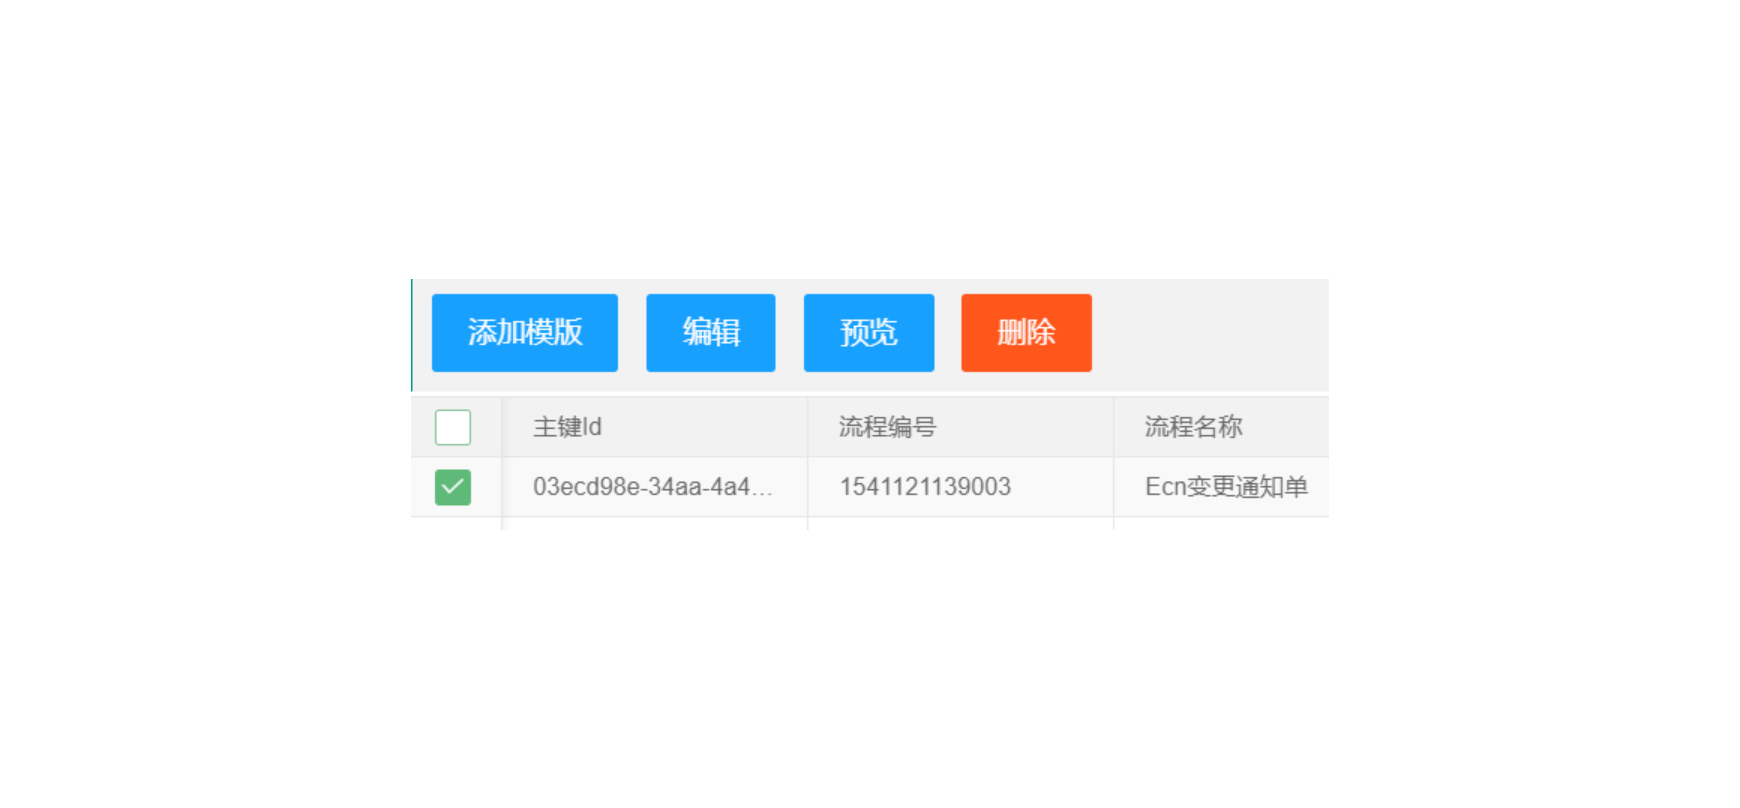 添加模版 编辑 预览 删除
主键Id 流程编号 流程名称
03ecd98e-34aa-4a4... 1541121139003 Ecn变更通知单